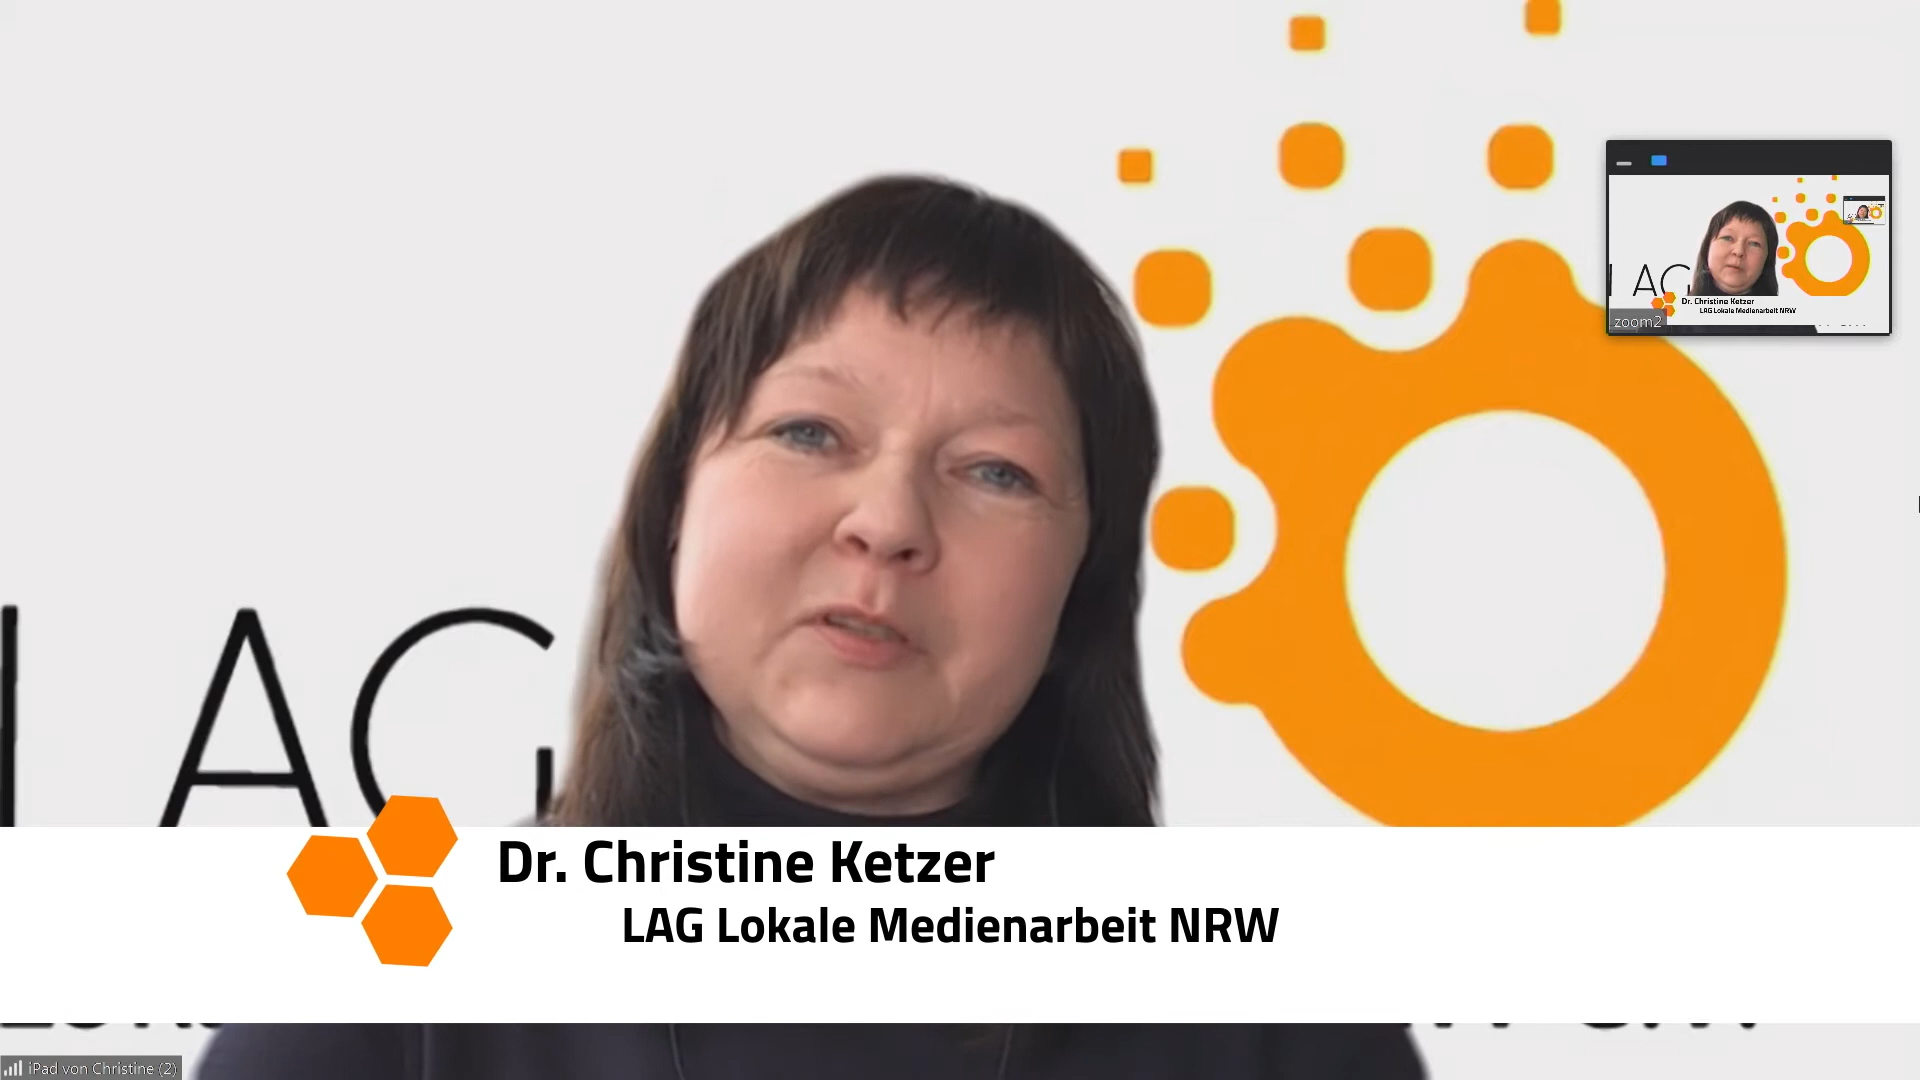 LAG
Dr. Christine Ketzer
LAG Lokale Medienarbeit NRW
iPad von Christine (2)
Dr. Christine Ketzer
LAG Lokale Medienarbeit NRW
zoom2